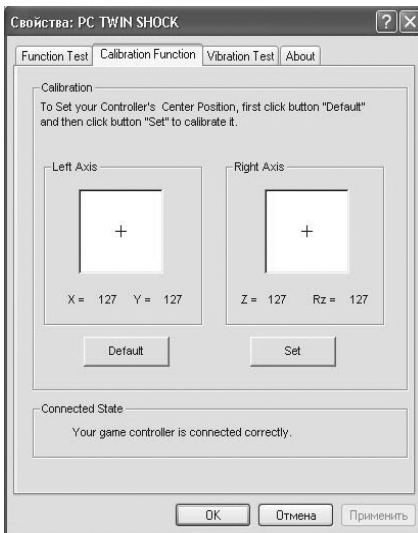 Свойства: PC TWIN SHOCK
Function Test Calibration Function Vibration Test About
Calibration
To Set your Controller's Center Position, first click button "Default"
and then click button "Set" to calibrate it.
Left Axis Right Axis
X = 127 Y = 127 Z = 127 Rz = 127
Default Set
Connected State
Your game controller is connected correctly.
OK Отмена Применить